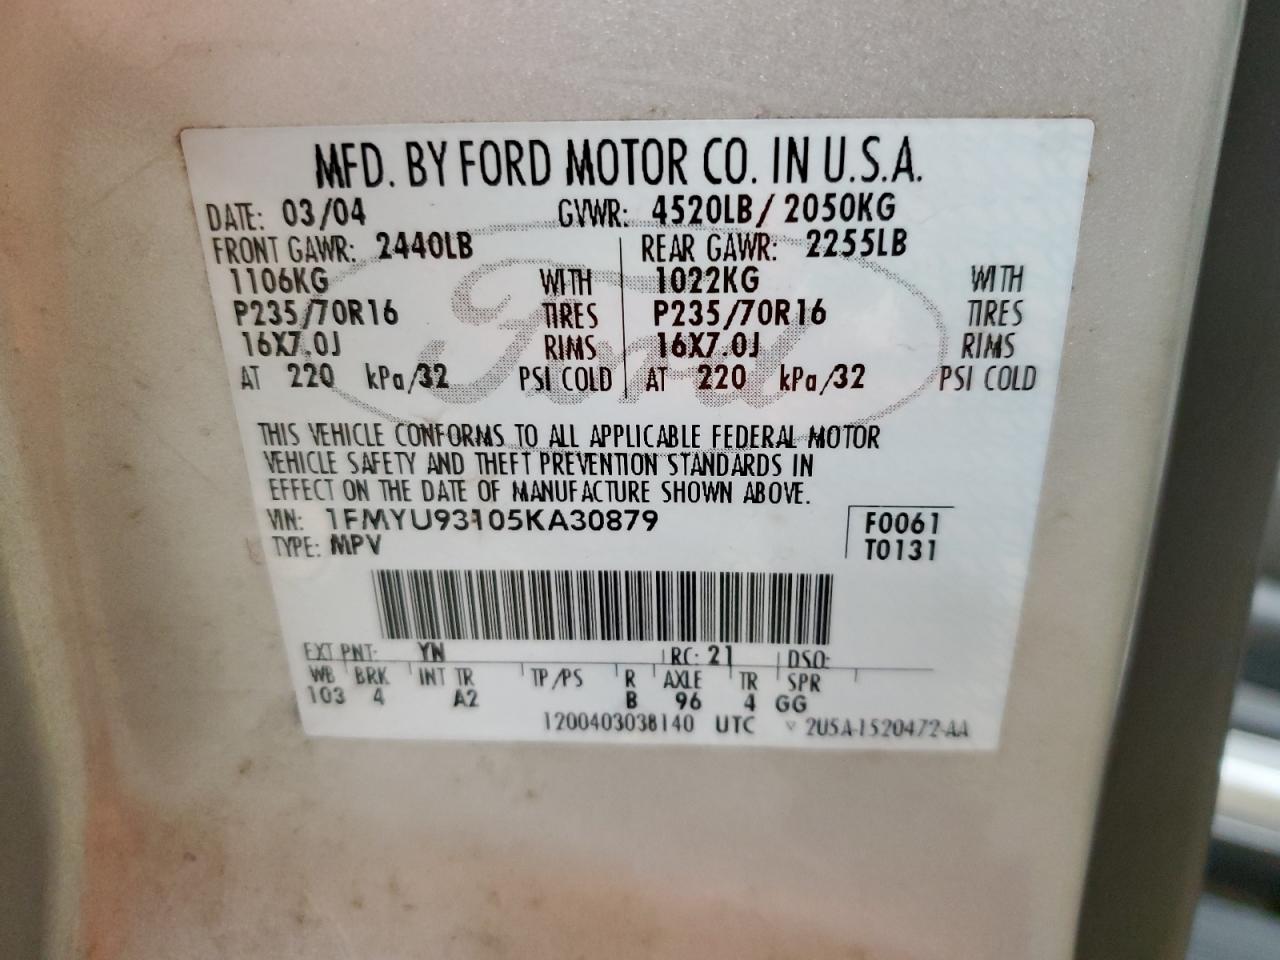 MFD. BY FORD MOTOR CO. IN U.S.A.
DATE: 03/04 GVWR: 4520LB/ 2050KG
FRONT GAWR: 2440LB REAR GAWR: 2255LB
1106KG WITH 1022KG WITH
P235/70R16 TIRES P235/70R16 TIRES
16X7.0J RIMS 16X7.0J RIMS
AT 220 kPa/32 PSI COLD AT 220 kPa/32 PSI COLD
Ford
THIS VEHICLE CONFORMS TO ALL APPLICABLE FEDERAL MOTOR
VEHICLE SAFETY AND THEFT PREVENTION STANDARDS IN
EFFECT ON THE DATE OF MANUFACTURE SHOWN ABOVE.
VIN: 1FMYU93105KA30879 F0061
TYPE: MPV T0131
EXT PNT: YN RC: 21 DSO:
WB BRK INT TR TP/PS R AXLE TR SPR
103 4 A2 B 96 4 GG
1200403038140 UTC ▽ 2U5A-1520472-AA